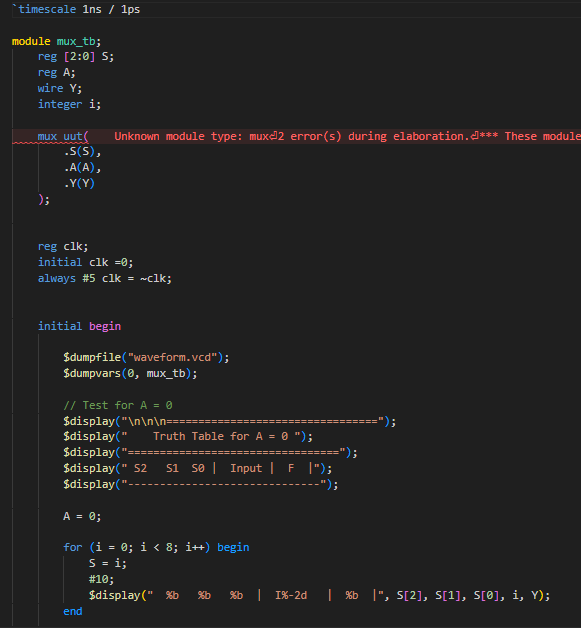 `timescale 1ns / 1ps
module mux_tb;
reg [2:0] S;
reg A;
wire Y;
integer i;
mux uut( Unknown module type: mux⏎2 error(s) during elaboration.⏎*** These module
.S(S),
.A(A),
.Y(Y)
);
reg clk;
initial clk =0;
always #5 clk = ~clk;
initial begin
$dumpfile("waveform.vcd");
$dumpvars(0, mux_tb);
// Test for A = 0
$display("\n\n\n=================================");
$display("    Truth Table for A = 0 ");
$display("=================================");
$display(" S2   S1  S0 |  Input |  F  |");
$display("------------------------------");
A = 0;
for (i = 0; i < 8; i++) begin
S = i;
#10;
$display("  %b   %b   %b  |  I%-2d   |  %b  |", S[2], S[1], S[0], i, Y);
end